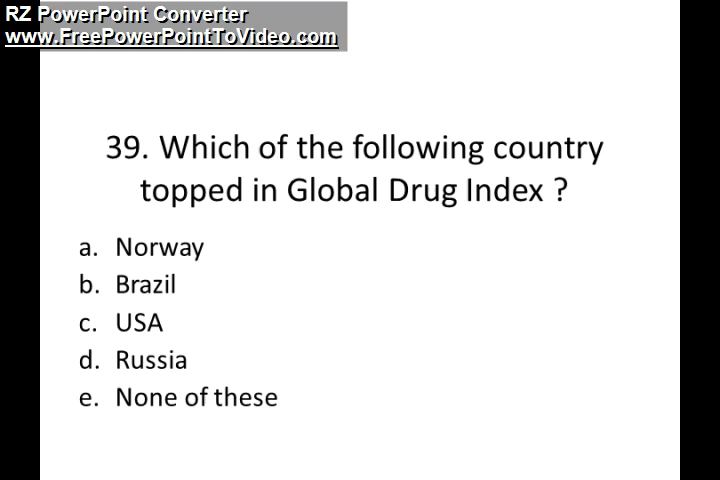 RZ PowerPoint Converter
www.FreePowerPointToVideo.com
39. Which of the following country
topped in Global Drug Index ?
a. Norway
b. Brazil
c. USA
d. Russia
e. None of these